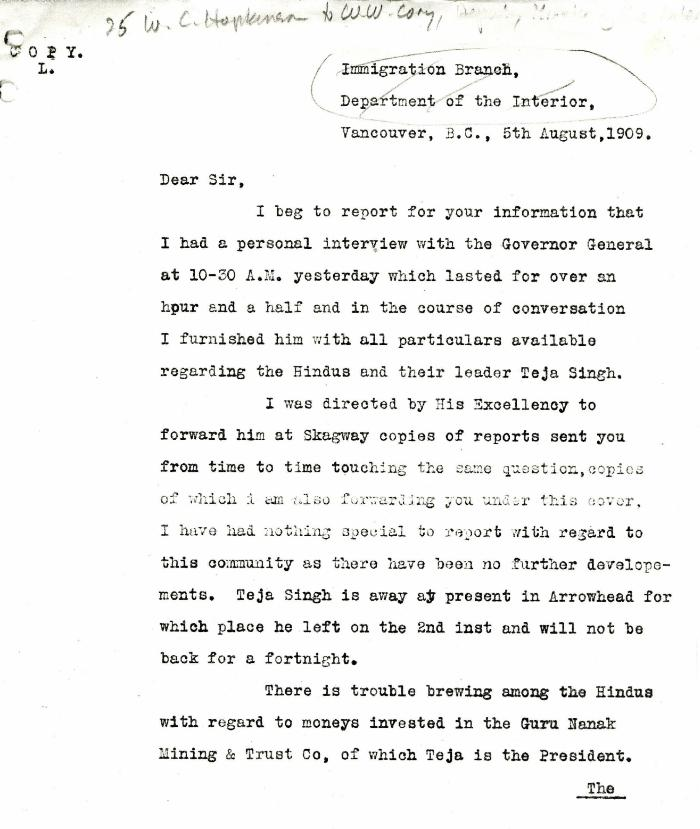 25 W. C. Hopkinson to W.W. Cory,
C O P Y.
L.
Immigration Branch,
Department of the Interior,
Vancouver, B.C., 5th August,1909.
Dear Sir,
I beg to report for your information that
I had a personal interview with the Governor General
at 10-30 A.M. yesterday which lasted for over an
hpur and a half and in the course of conversation
I furnished him with all particulars available
regarding the Hindus and their leader Teja Singh.
I was directed by His Excellency to
forward him at Skagway copies of reports sent you
from time to time touching the same question,copies
of which i am also forwarding you under this cover.
I have had nothing special to report with regard to
this community as there have been no further develope-
ments. Teja Singh is away at present in Arrowhead for
which place he left on the 2nd inst and will not be
back for a fortnight.
There is trouble brewing among the Hindus
with regard to moneys invested in the Guru Nanak
Mining & Trust Co, of which Teja is the President.
The